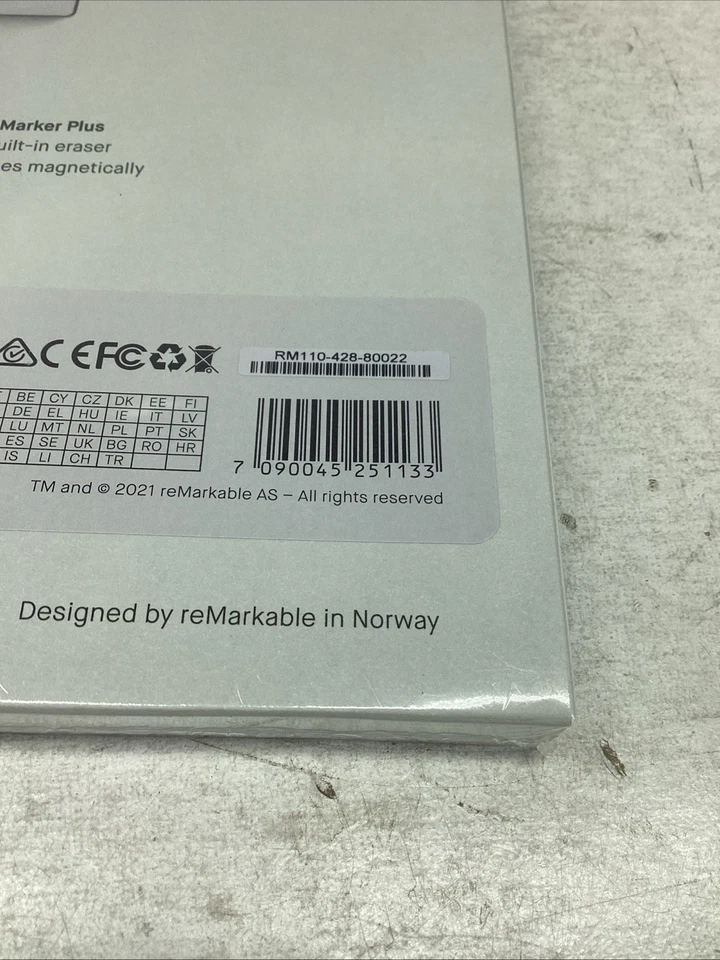 Marker Plus
uilt-in eraser
es magnetically
CE FC
RM110-428-80022
BE CY CZ DK EE FI
DE EL HU IE IT LV
LU MT NL PL PT SK
ES SE UK BG RO HR
IS LI CH TR
7 090045 251133
TM and © 2021 reMarkable AS – All rights reserved
Designed by reMarkable in Norway